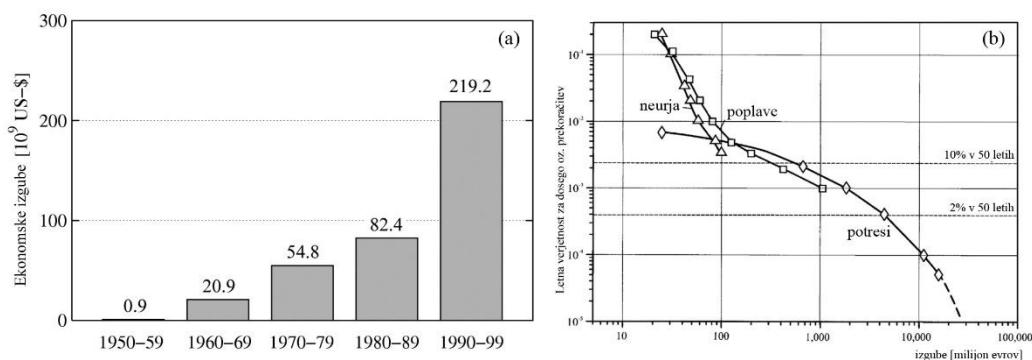 (a)
Ekonomske izgube [10⁹ US–$]
300
200
100
0
0.9
20.9
54.8
82.4
219.2
1950–59
1960–69
1970–79
1980–89
1990–99
(b)
Letna verjetnost za dosego oz. prekoračitev
10⁻¹
10⁻²
10⁻³
10⁻⁴
10⁻⁵
neurja
poplave
10% v 50 letih
2% v 50 letih
potresi
10
100
1,000
10,000
100,000
izgube [milijon evrov]